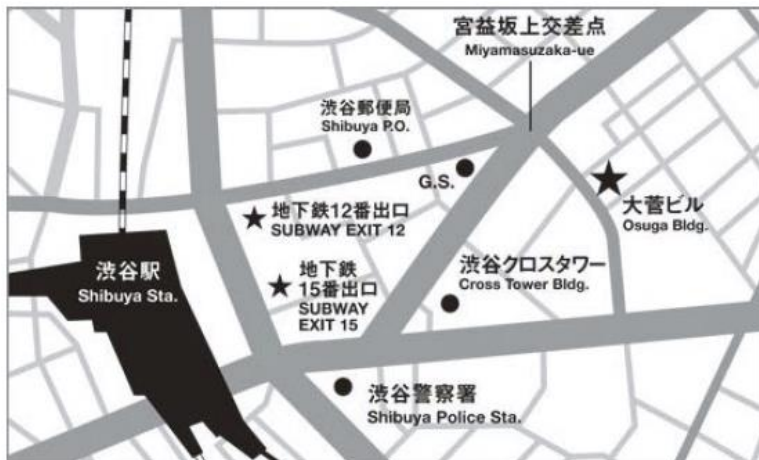 宮益坂上交差点
Miyamasuzaka-ue
渋谷郵便局
Shibuya P.O.
G.S.
地下鉄12番出口
SUBWAY EXIT 12
大菅ビル
Osuga Bldg.
渋谷駅
Shibuya Sta.
地下鉄
15番出口
SUBWAY
EXIT 15
渋谷クロスタワー
Cross Tower Bldg.
渋谷警察署
Shibuya Police Sta.